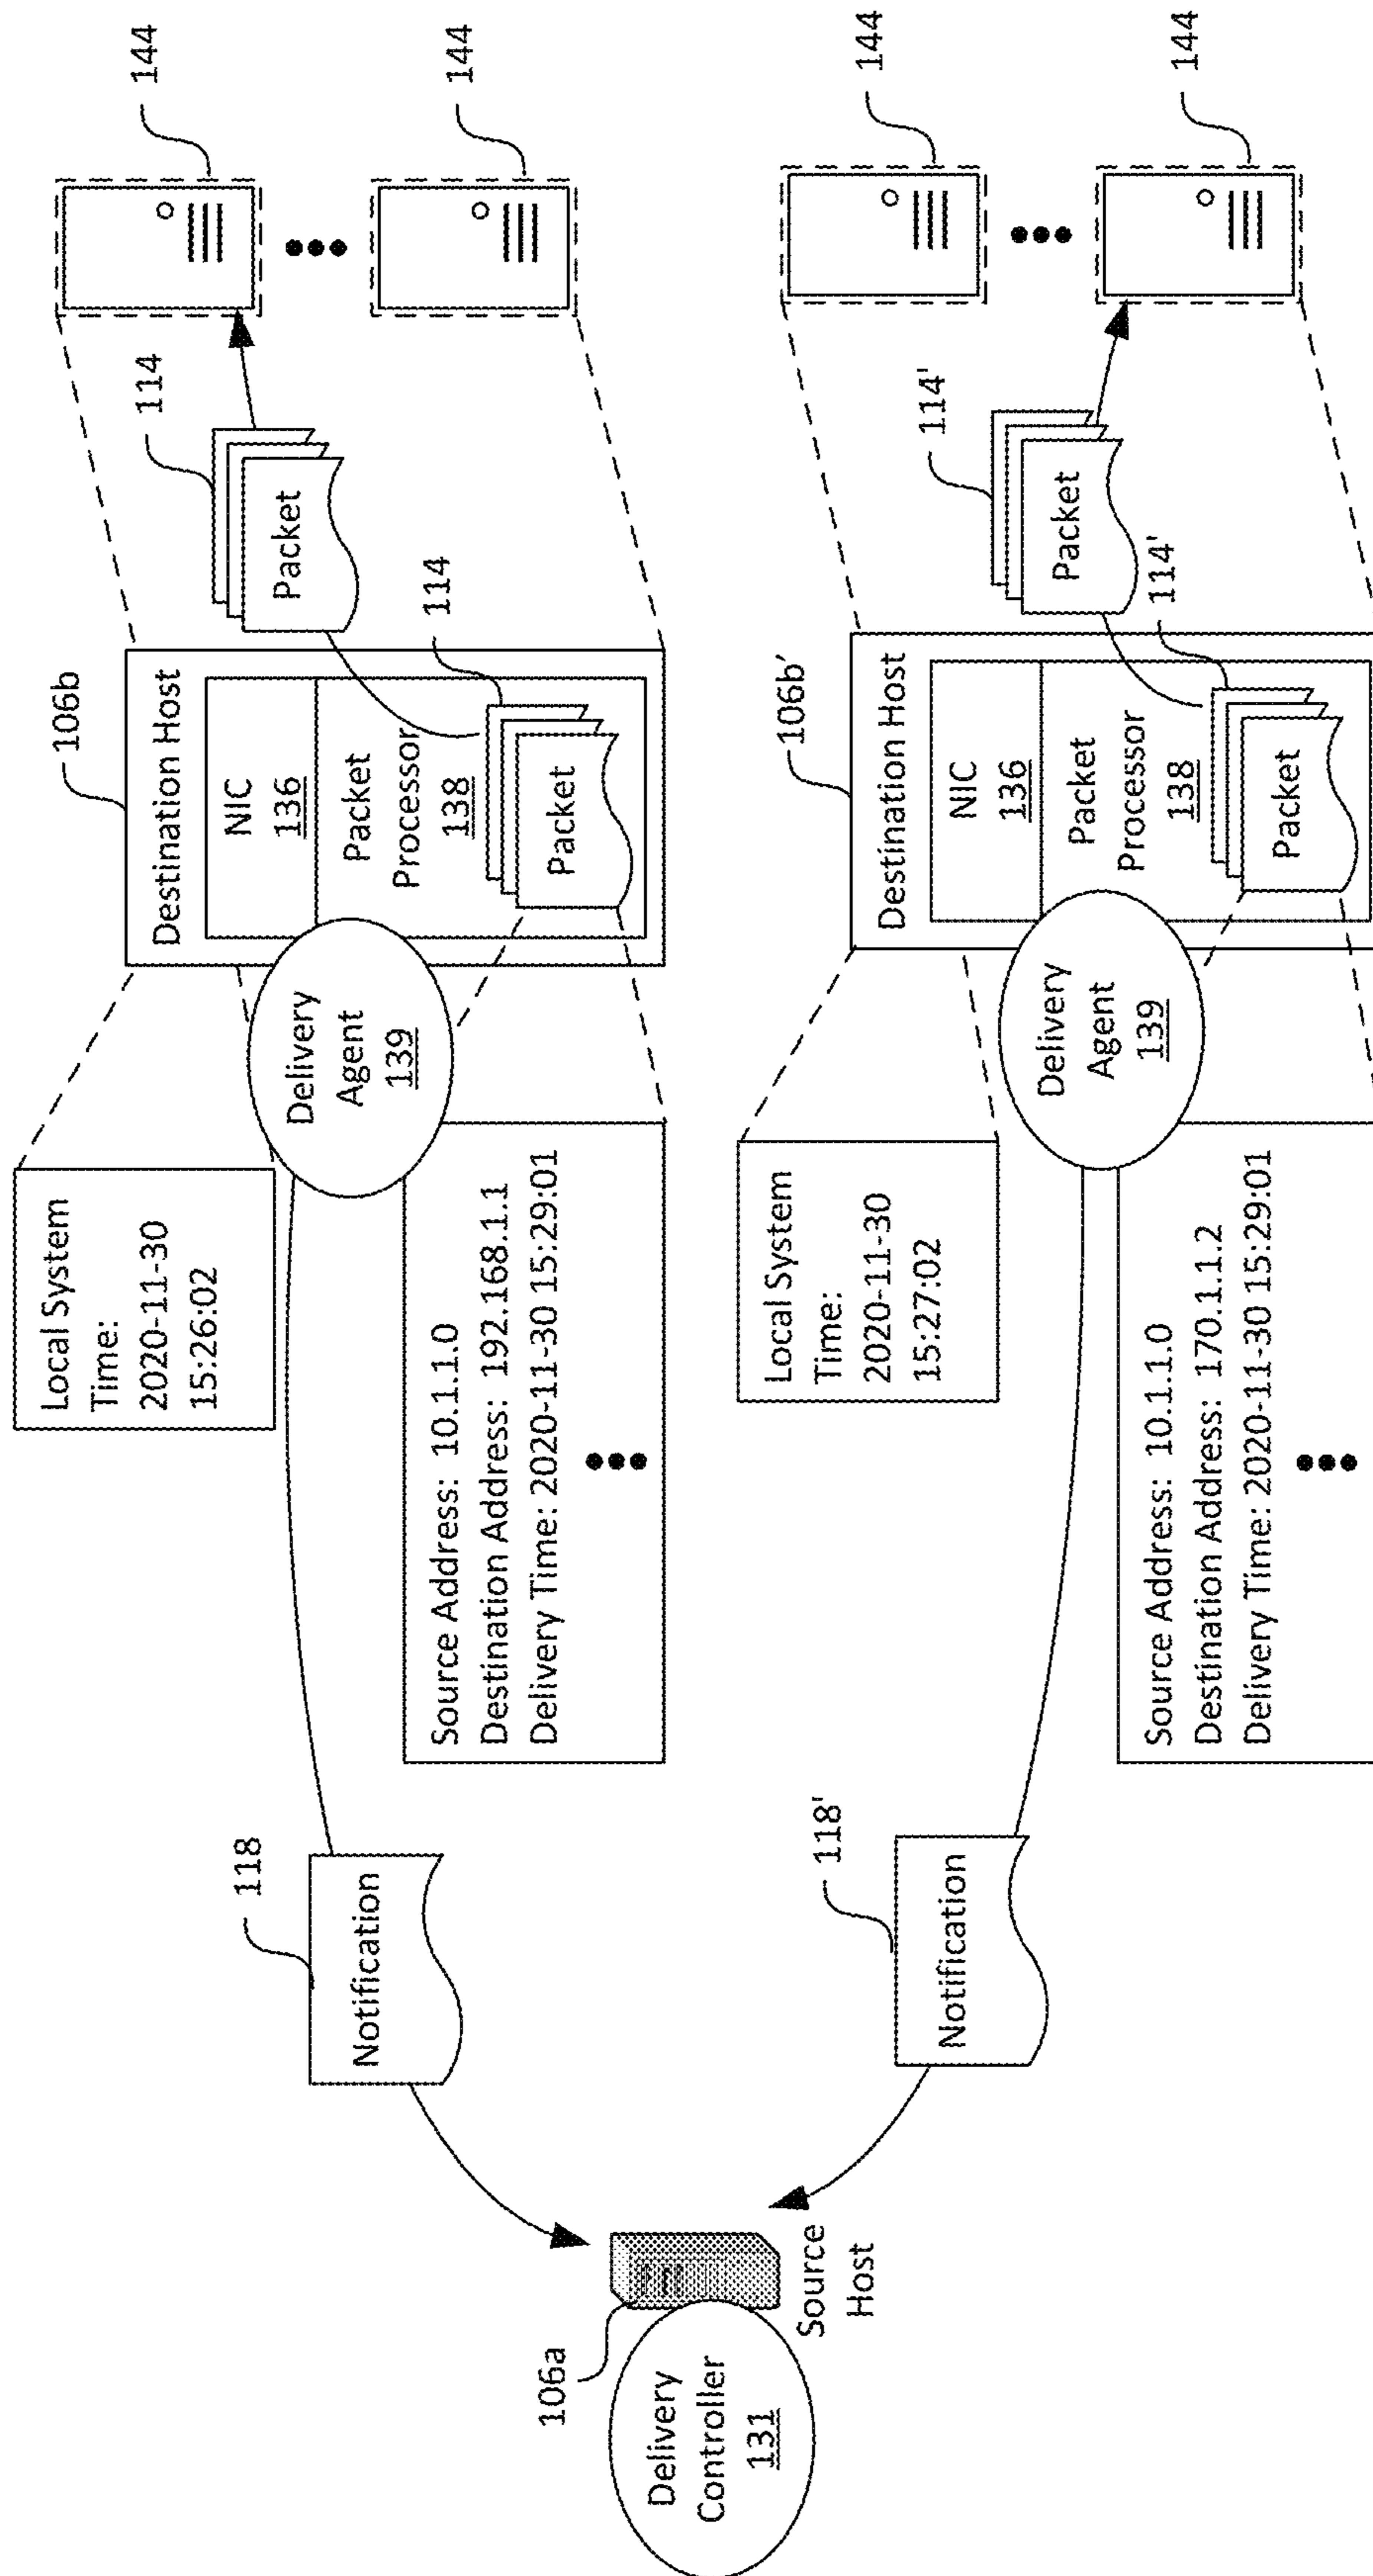 106b
Destination Host
NIC
136
Packet
Processor
138
Packet
114
Packet
114
144
144
Local System
Time:
2020-11-30
15:26:02
Delivery
Agent
139
Source Address: 10.1.1.0
Destination Address: 192.168.1.1
Delivery Time: 2020-11-30 15:29:01
118
Notification
106a
Delivery
Controller
131
Source
Host
118'
Notification
Local System
Time:
2020-11-30
15:27:02
Delivery
Agent
139
Source Address: 10.1.1.0
Destination Address: 170.1.1.2
Delivery Time: 2020-11-30 15:29:01
106b'
Destination Host
NIC
136
Packet
Processor
138
Packet
114'
Packet
114'
144
144